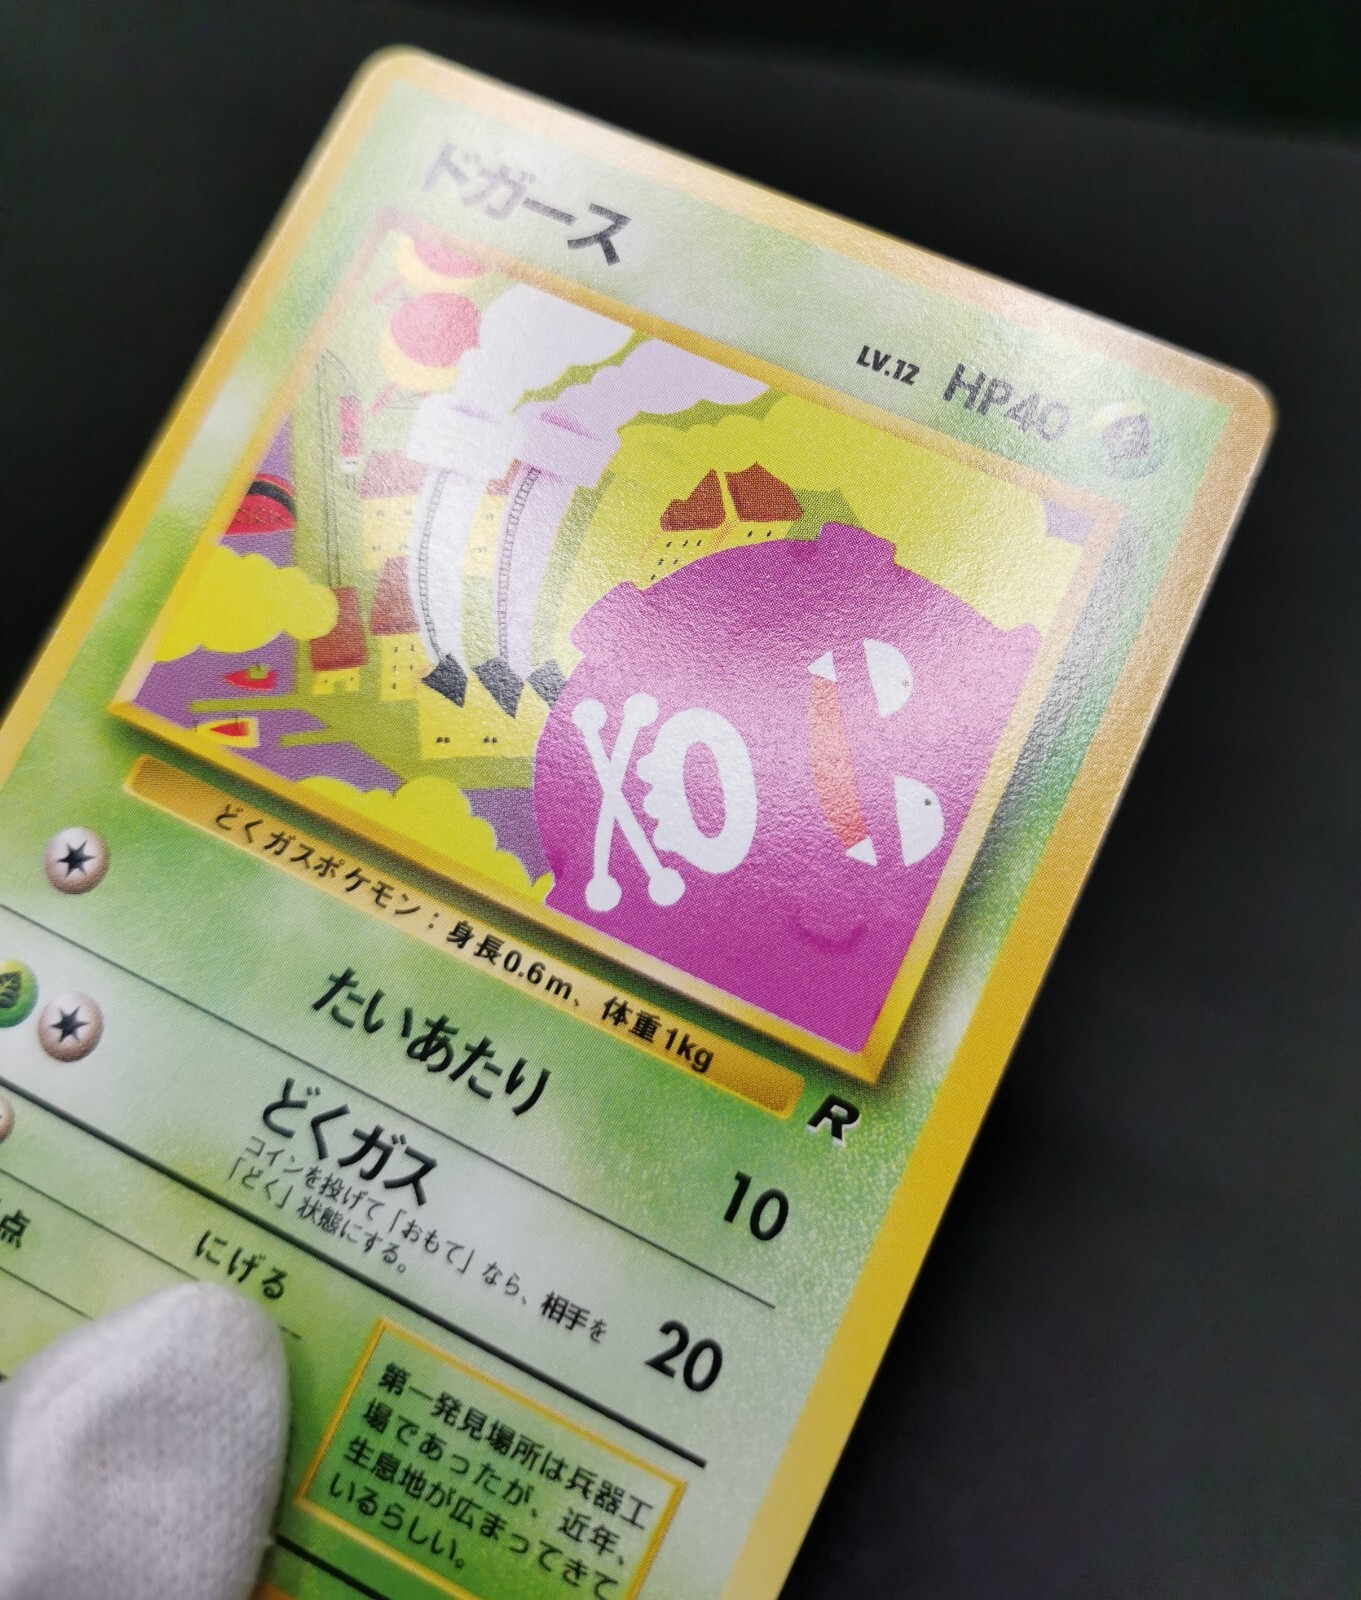 ドガース
LV.12 HP40
どくガスポケモン：身長0.6m、体重1kg
R
たいあたり 10
どくガス 20
コインを投げて「おもて」なら、相手を
「どく」状態にする。
点
にげる
第一発見場所は兵器工
場であったが、近年、
生息地が広まってきて
いるらしい。